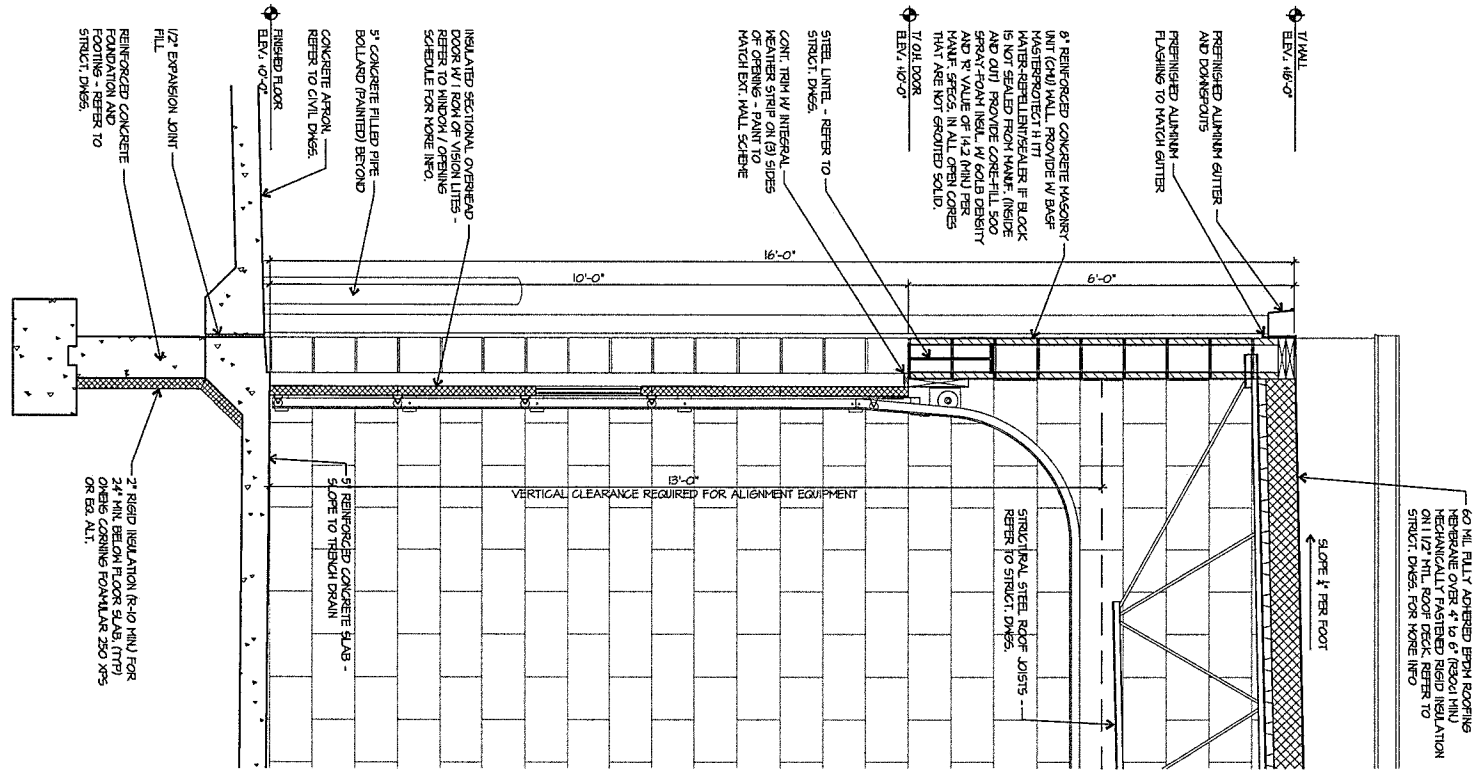 T/ WALL
ELEV.: +16'-0"
PREFINISHED ALUMINUM GUTTER
AND DOWNSPOUTS
PREFINISHED ALUMINUM
FLASHING TO MATCH GUTTER
8" REINFORCED CONCRETE MASONRY
UNIT (CMU) WALL. PROVIDE W/ BASF
MASTERPROTECT H 177
WATER-REPELLENT/SEALER IF BLOCK
IS NOT SEALED FROM MANUF. (INSIDE
AND OUT) PROVIDE CORE-FILL 500
SPRAY-FOAM INSUL. W/ 60LB DENSITY
AND 'R' VALUE OF 14.2 (MIN.) PER
MANUF. SPECS. IN ALL OPEN CORES
THAT ARE NOT GROUTED SOLID.
T/ O.H. DOOR
ELEV.: +10'-0"
STEEL LINTEL - REFER TO
STRUCT. DWGS.
CONT. TRIM W/ INTEGRAL
WEATHER STRIP ON (3) SIDES
OF OPENING - PAINT TO
MATCH EXT. WALL SCHEME
INSULATED SECTIONAL OVERHEAD
DOOR W/ 1 ROW OF VISION LITES -
REFER TO WINDOW / OPENING
SCHEDULE FOR MORE INFO.
5" CONCRETE FILLED PIPE
BOLLARD (PAINTED) BEYOND
CONCRETE APRON.
REFER TO CIVIL DWGS.
FINISHED FLOOR
ELEV.: +0'-0"
1/2" EXPANSION JOINT
FILL
REINFORCED CONCRETE
FOUNDATION AND
FOOTING - REFER TO
STRUCT. DWGS.
16'-0"
6'-0"
10'-0"
13'-0"
VERTICAL CLEARANCE REQUIRED FOR ALIGNMENT EQUIPMENT
60 MIL FULLY ADHERED EPDM ROOFING
MEMBRANE OVER 4" to 6" (R30ci MIN.)
MECHANICALLY FASTENED RIGID INSULATION
ON 1 1/2" MTL. ROOF DECK. REFER TO
STRUCT. DWGS. FOR MORE INFO
SLOPE 1/4" PER FOOT
STRUCTURAL STEEL ROOF JOISTS -
REFER TO STRUCT. DWGS.
5" REINFORCED CONCRETE SLAB -
SLOPE TO TRENCH DRAIN
2" RIGID INSULATION (R-10 MIN.) FOR
24" MIN. BELOW FLOOR SLAB, (TYP)
OWENS CORNING FOAMULAR 250 XPS
OR EQ. ALT.